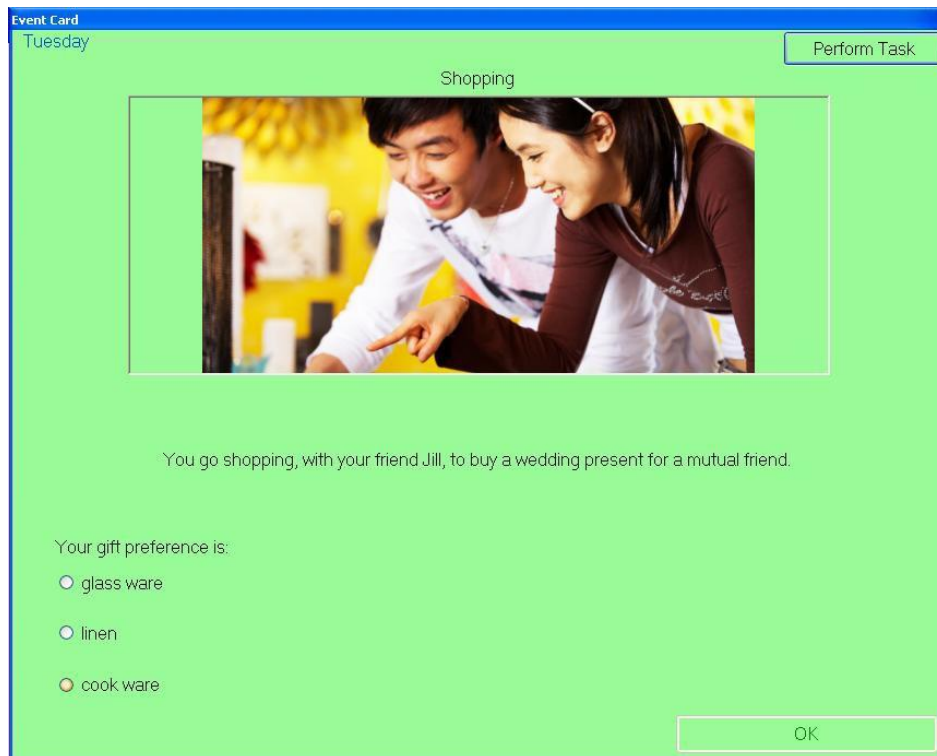 Event Card
Tuesday
Perform Task
Shopping
You go shopping, with your friend Jill, to buy a wedding present for a mutual friend.
Your gift preference is:
glass ware
linen
cook ware
OK